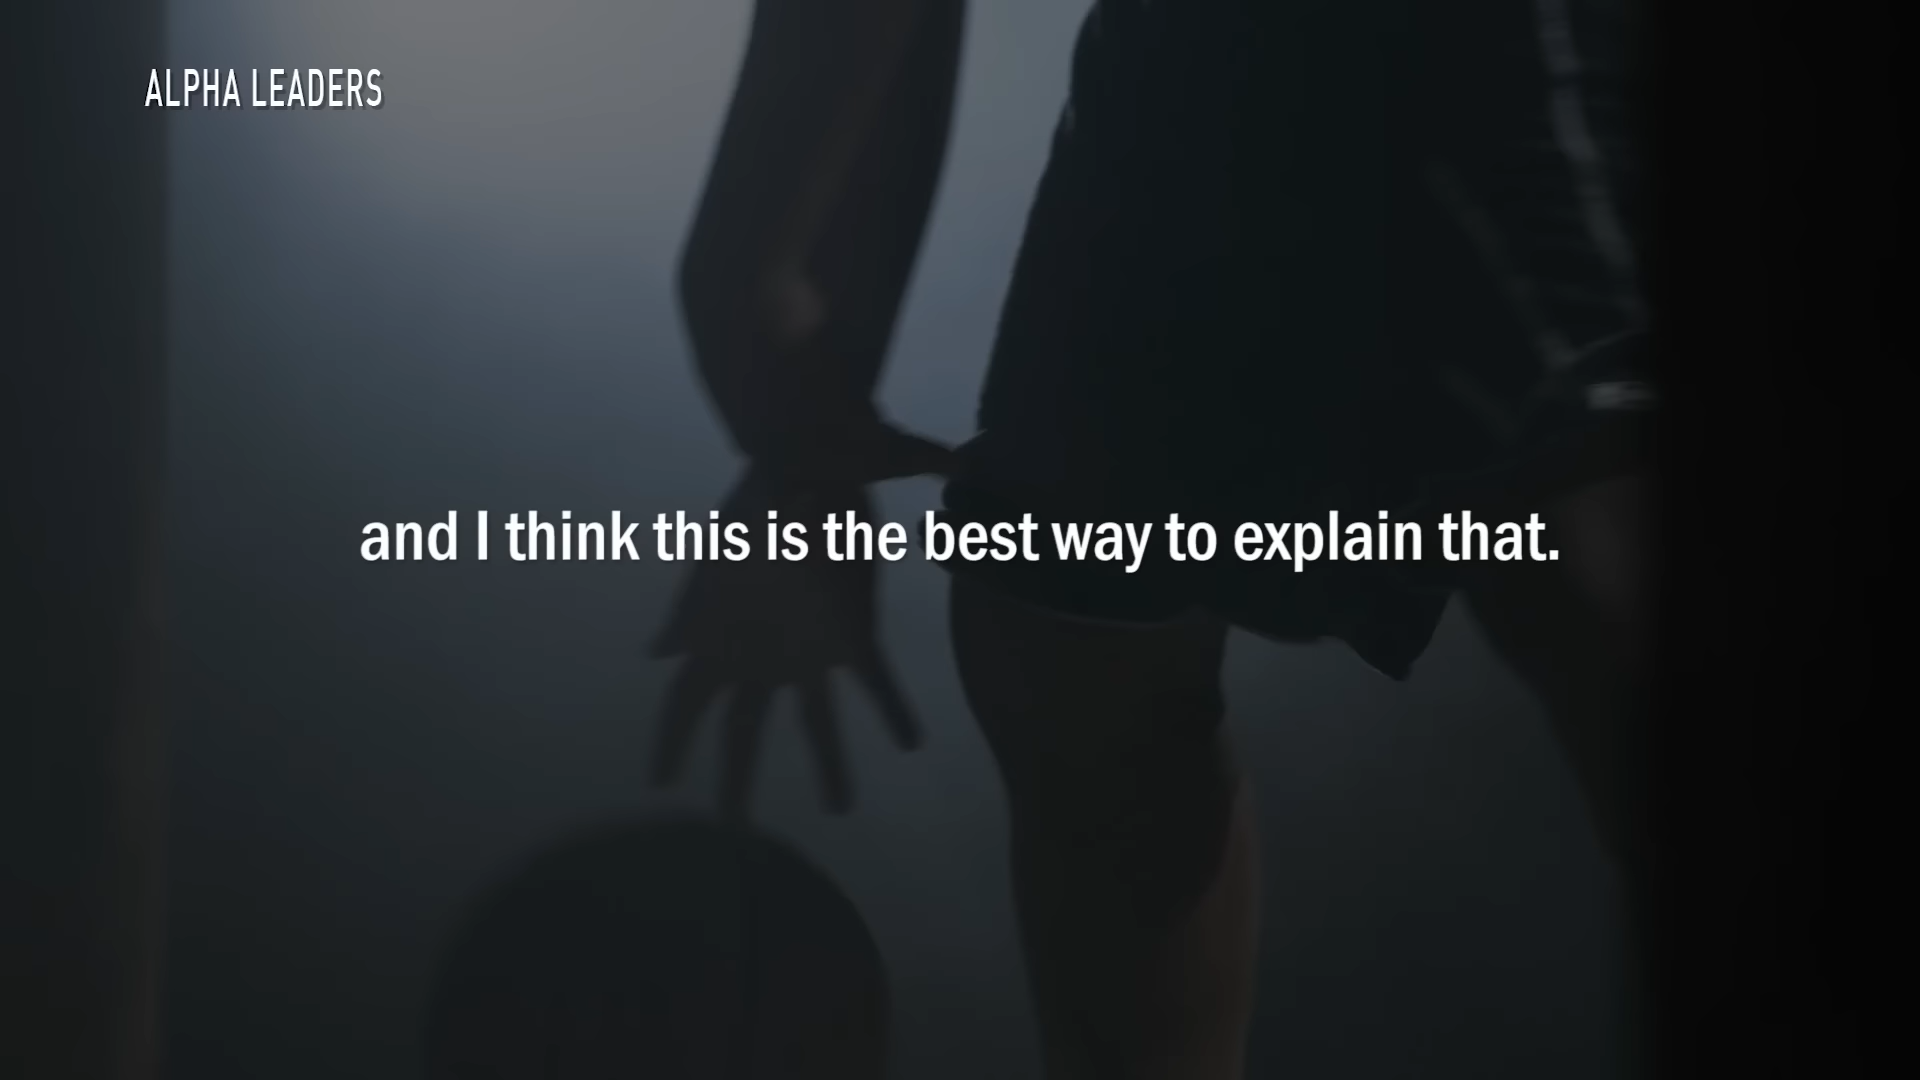 ALPHA LEADERS
and I think this is the best way to explain that.